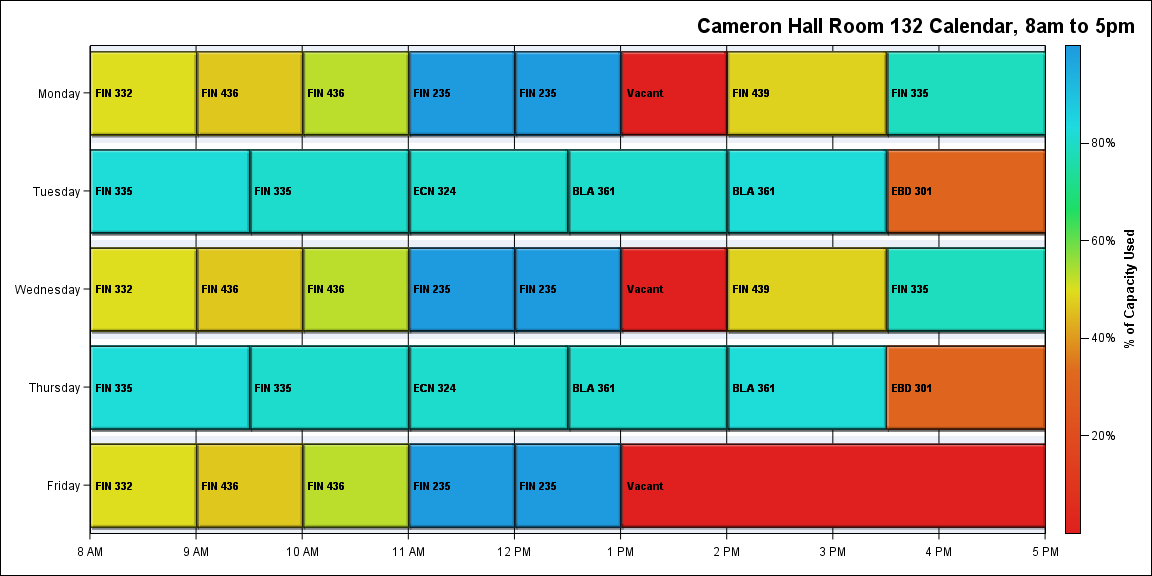 Cameron Hall Room 132 Calendar, 8am to 5pm
Monday
FIN 332
FIN 436
FIN 436
FIN 235
FIN 235
Vacant
FIN 439
FIN 335
Tuesday
FIN 335
FIN 335
ECN 324
BLA 361
BLA 361
EBD 301
Wednesday
FIN 332
FIN 436
FIN 436
FIN 235
FIN 235
Vacant
FIN 439
FIN 335
Thursday
FIN 335
FIN 335
ECN 324
BLA 361
BLA 361
EBD 301
Friday
FIN 332
FIN 436
FIN 436
FIN 235
FIN 235
Vacant
8 AM
9 AM
10 AM
11 AM
12 PM
1 PM
2 PM
3 PM
4 PM
5 PM
80%
60%
40%
20%
% of Capacity Used